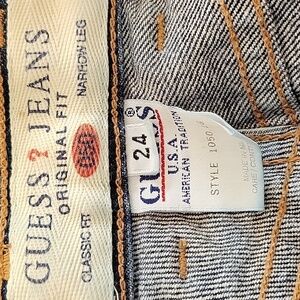 GUESS ? JEANS
ORIGINAL FIT
CLASSIC FIT
NARROW LEG
24
GUESS
U.S.A.
AMERICAN TRADITION
STYLE 1050